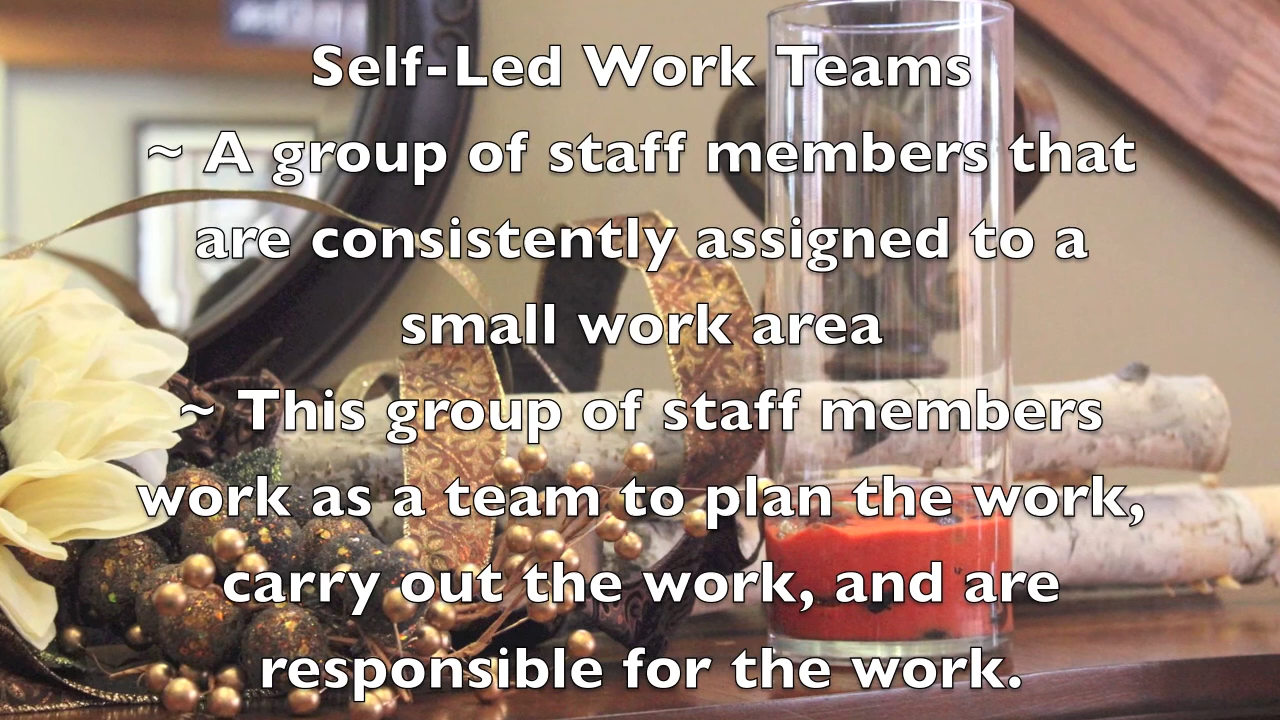 Self-Led Work Teams
~ A group of staff members that
are consistently assigned to a
small work area
~ This group of staff members
work as a team to plan the work,
carry out the work, and are
responsible for the work.